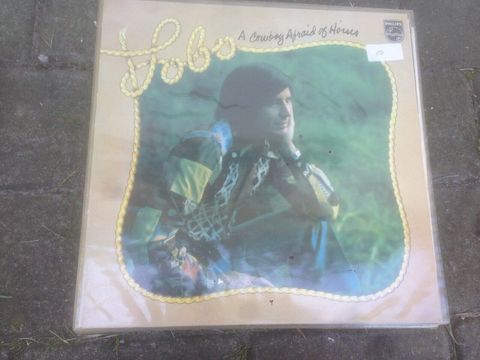 Lobo
A Cowboy Afraid of Horses
PHILIPS